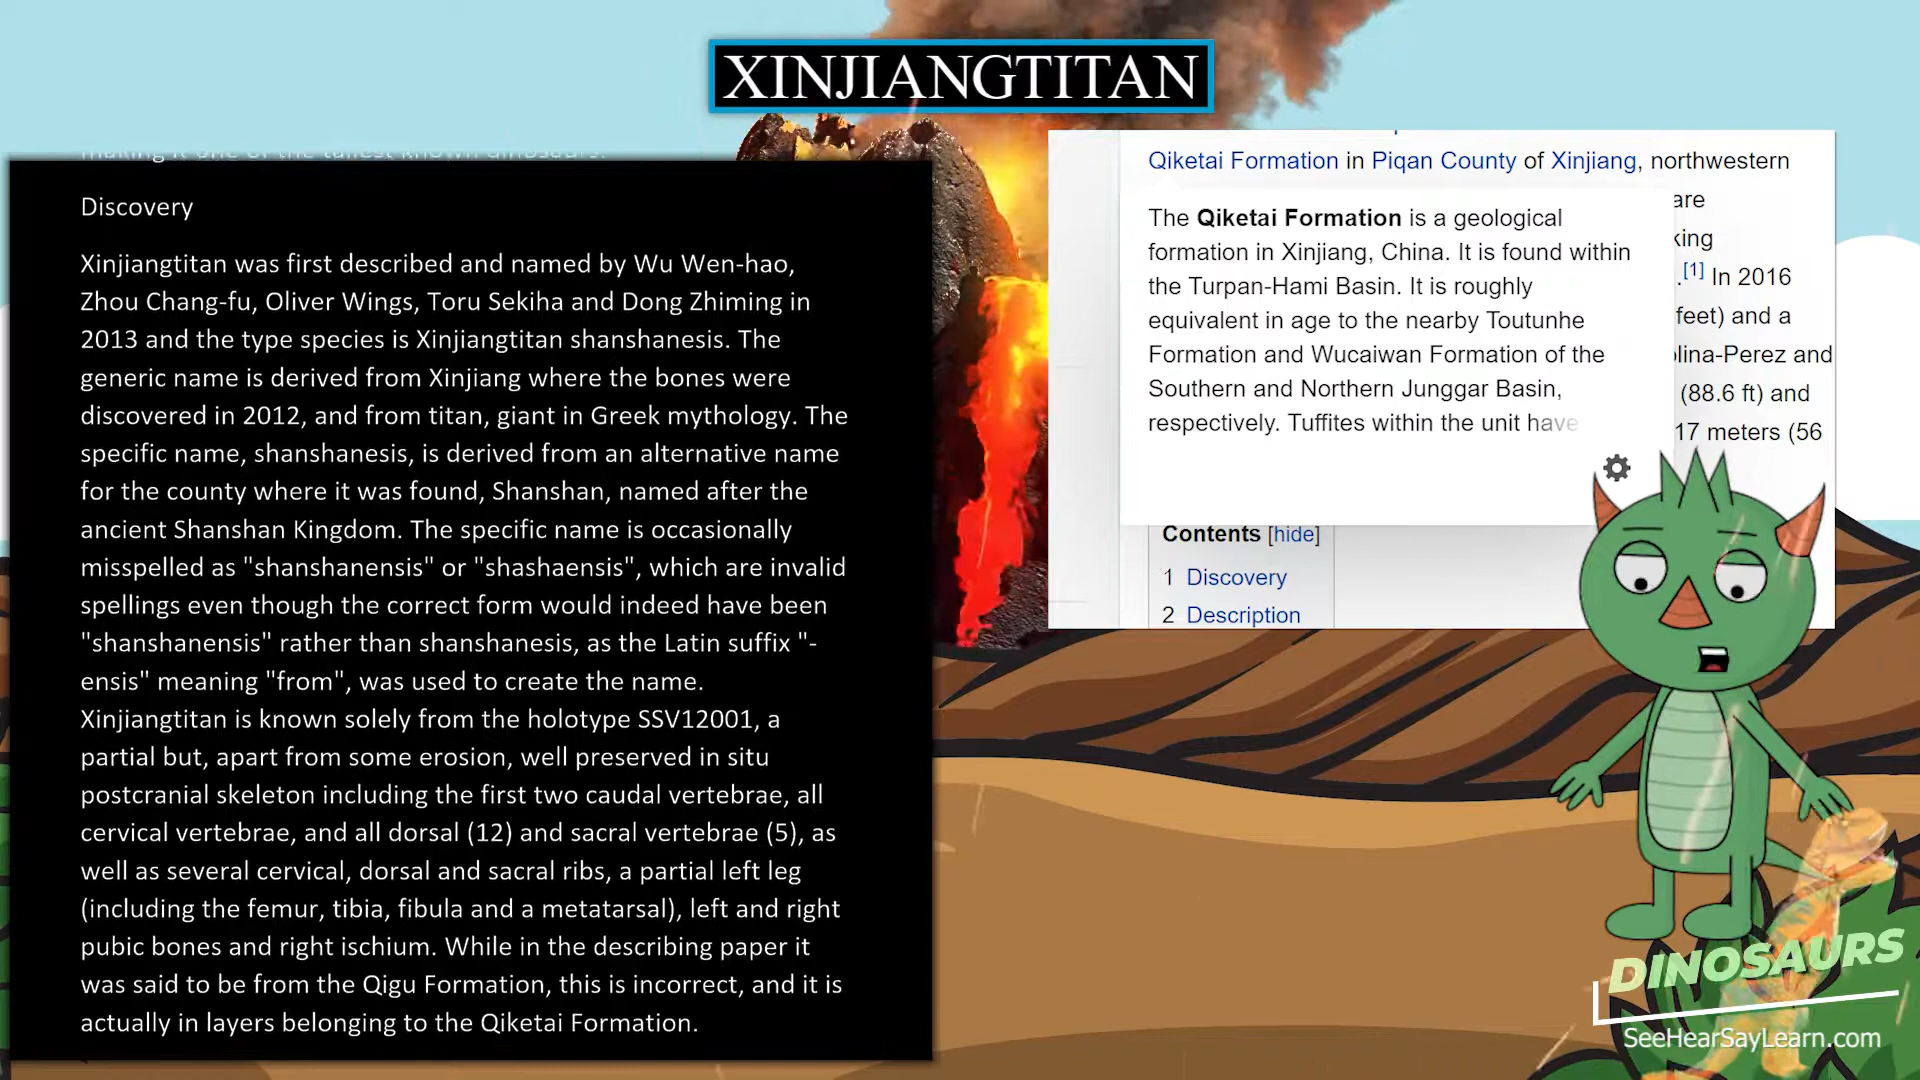 XINJIANGTITAN
making it one of the tallest known dinosaurs.
Discovery
Xinjiangtitan was first described and named by Wu Wen-hao,
Zhou Chang-fu, Oliver Wings, Toru Sekiha and Dong Zhiming in
2013 and the type species is Xinjiangtitan shanshanesis. The
generic name is derived from Xinjiang where the bones were
discovered in 2012, and from titan, giant in Greek mythology. The
specific name, shanshanesis, is derived from an alternative name
for the county where it was found, Shanshan, named after the
ancient Shanshan Kingdom. The specific name is occasionally
misspelled as "shanshanensis" or "shashaensis", which are invalid
spellings even though the correct form would indeed have been
"shanshanensis" rather than shanshanesis, as the Latin suffix "-
ensis" meaning "from", was used to create the name.
Xinjiangtitan is known solely from the holotype SSV12001, a
partial but, apart from some erosion, well preserved in situ
postcranial skeleton including the first two caudal vertebrae, all
cervical vertebrae, and all dorsal (12) and sacral vertebrae (5), as
well as several cervical, dorsal and sacral ribs, a partial left leg
(including the femur, tibia, fibula and a metatarsal), left and right
pubic bones and right ischium. While in the describing paper it
was said to be from the Qigu Formation, this is incorrect, and it is
actually in layers belonging to the Qiketai Formation.
Qiketai Formation in Piqan County of Xinjiang, northwestern
are
king
.[1] In 2016
feet) and a
olina-Perez and
(88.6 ft) and
17 meters (56
The Qiketai Formation is a geological
formation in Xinjiang, China. It is found within
the Turpan-Hami Basin. It is roughly
equivalent in age to the nearby Toutunhe
Formation and Wucaiwan Formation of the
Southern and Northern Junggar Basin,
respectively. Tuffites within the unit have
Contents [hide]
1 Discovery
2 Description
DINOSAURS
SeeHearSayLearn.com